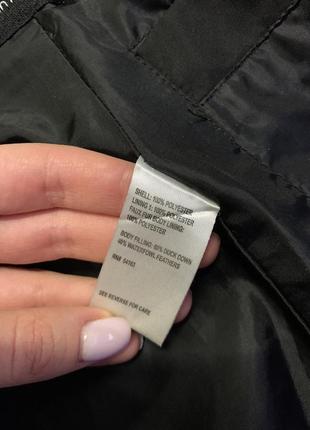 SHELL: 100% POLYESTER
LINING 1: 100% POLYESTER
FAUX FUR BODY LINING:
100% POLYESTER
BODY FILLING: 60% DUCK DOWN
40% WATERFOWL FEATHERS
RN# 54163
SEE REVERSE FOR CARE